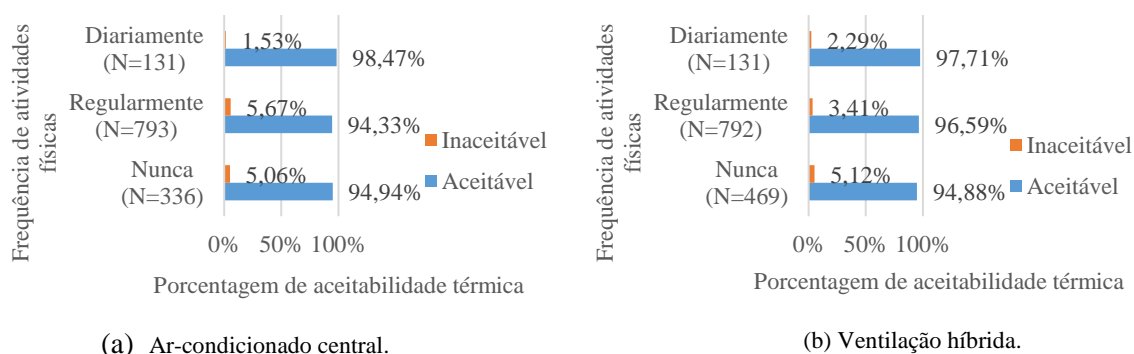 Frequência de atividades
físicas
Diariamente
(N=131)
1,53%
98,47%
Regularmente
(N=793)
5,67%
94,33%
Nunca
(N=336)
5,06%
94,94%
Inaceitável
Aceitável
0% 50% 100%
Porcentagem de aceitabilidade térmica
(a) Ar-condicionado central.
Frequência de atividades
físicas
Diariamente
(N=131)
2,29%
97,71%
Regularmente
(N=792)
3,41%
96,59%
Nunca
(N=469)
5,12%
94,88%
Inaceitável
Aceitável
0% 50% 100%
Porcentagem de aceitabilidade térmica
(b) Ventilação híbrida.